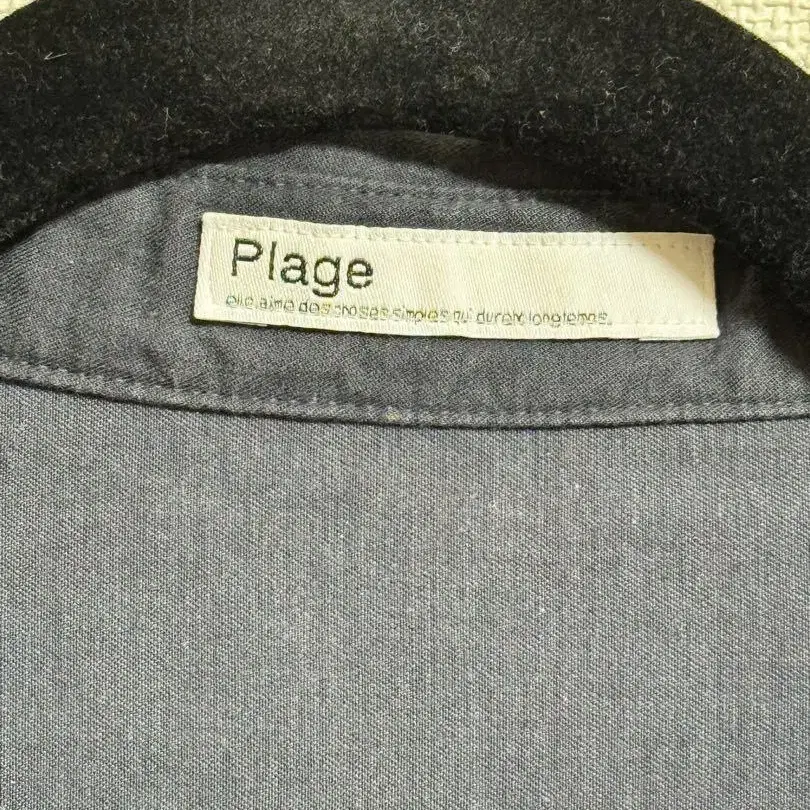 Plage
elle aime des choses simples qui durent longtemps.